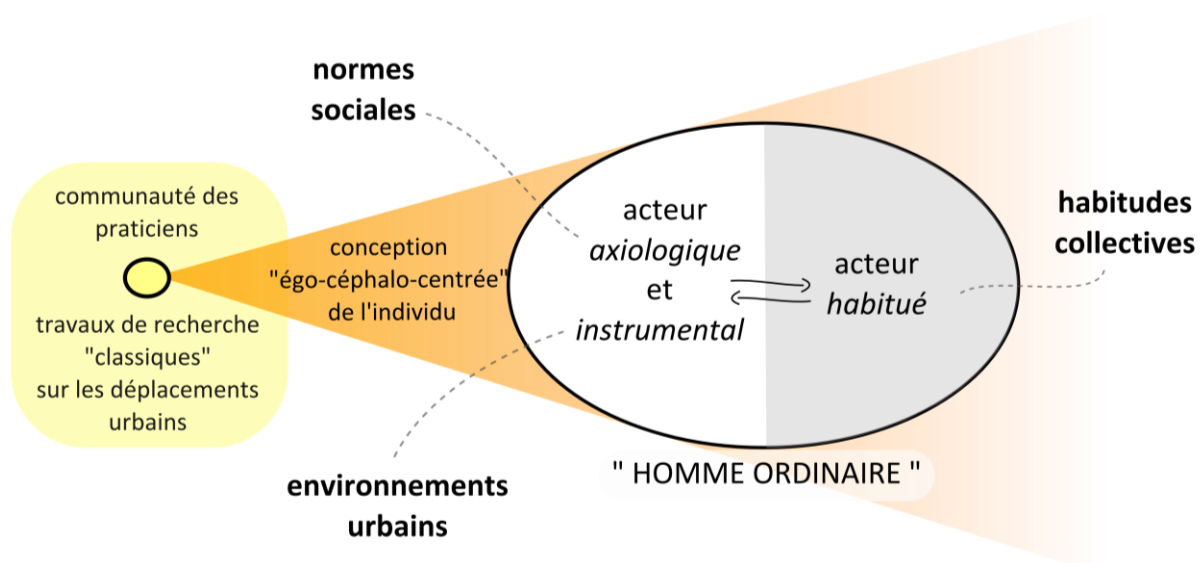 normes
sociales
communauté des
praticiens
travaux de recherche
"classiques"
sur les déplacements
urbains
conception
"égo-céphalo-centrée"
de l'individu
acteur
axiologique
et
instrumental
acteur
habitué
habitudes
collectives
environnements
urbains
" HOMME ORDINAIRE "